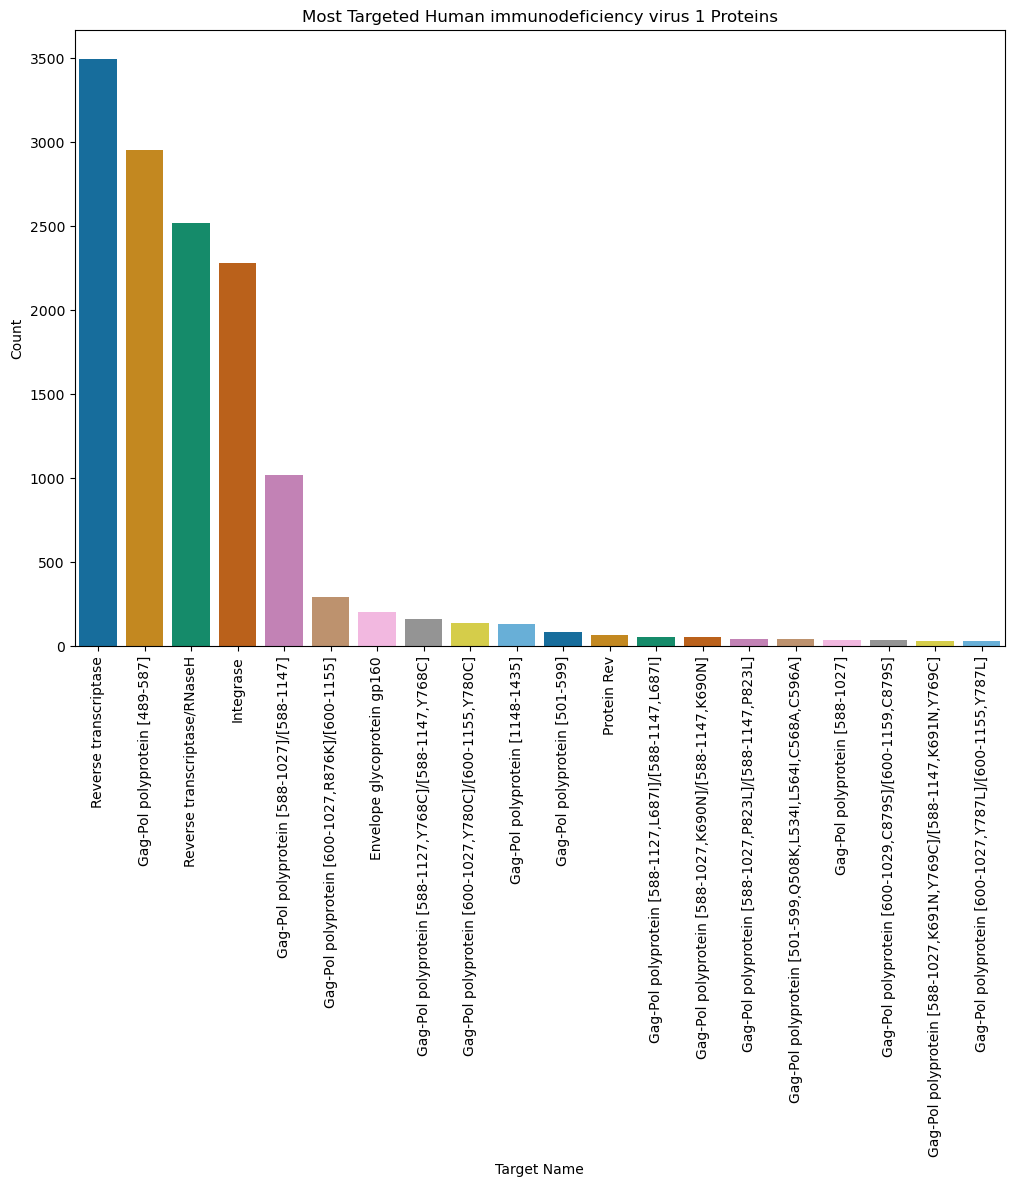 Most Targeted Human immunodeficiency virus 1 Proteins
Count
3500
3000
2500
2000
1500
1000
500
0
Reverse transcriptase
Gag-Pol polyprotein [489-587]
Reverse transcriptase/RNaseH
Integrase
Gag-Pol polyprotein [588-1027]/[588-1147]
Gag-Pol polyprotein [600-1027,R876K]/[600-1155]
Envelope glycoprotein gp160
Gag-Pol polyprotein [588-1127,Y768C]/[588-1147,Y768C]
Gag-Pol polyprotein [600-1027,Y780C]/[600-1155,Y780C]
Gag-Pol polyprotein [1148-1435]
Gag-Pol polyprotein [501-599]
Protein Rev
Gag-Pol polyprotein [588-1127,L687I]/[588-1147,L687I]
Gag-Pol polyprotein [588-1027,K690N]/[588-1147,K690N]
Gag-Pol polyprotein [588-1027,P823L]/[588-1147,P823L]
Gag-Pol polyprotein [501-599,Q508K,L534I,L564I,C568A,C596A]
Gag-Pol polyprotein [588-1027]
Gag-Pol polyprotein [600-1029,C879S]/[600-1159,C879S]
Gag-Pol polyprotein [588-1027,K691N,Y769C]/[588-1147,K691N,Y769C]
Gag-Pol polyprotein [600-1027,Y787L]/[600-1155,Y787L]
Target Name